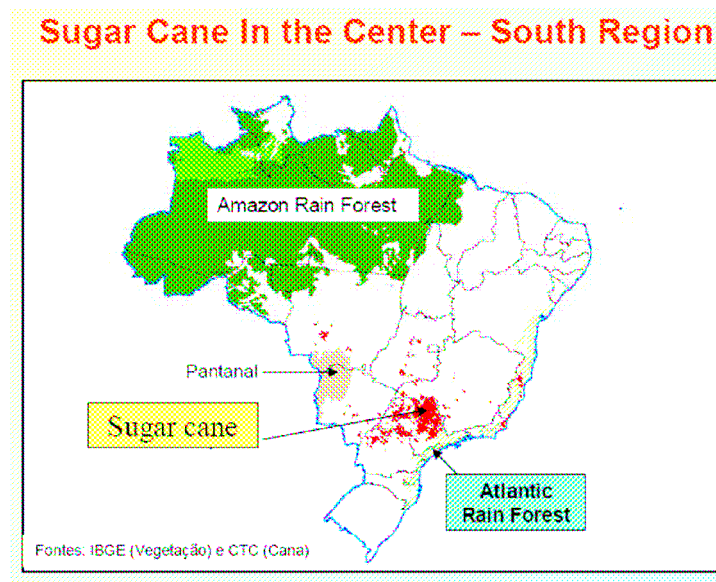 Sugar Cane In the Center – South Region
Amazon Rain Forest
Pantanal
Sugar cane
Atlantic
Rain Forest
Fontes: IBGE (Vegetação) e CTC (Cana)